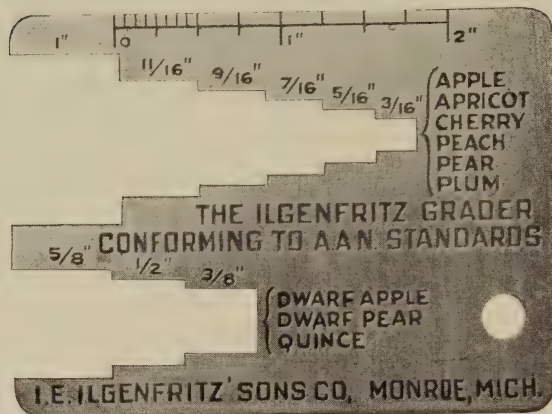 1" 0 1" 2"
11/16" 9/16" 7/16" 5/16" 3/16"
APPLE
APRICOT
CHERRY
PEACH
PEAR
PLUM
THE ILGENFRITZ GRADER
CONFORMING TO A.A.N. STANDARDS
5/8" 1/2" 3/8"
DWARF APPLE
DWARF PEAR
QUINCE
I.E. ILGENFRITZ' SONS CO, MONROE, MICH.